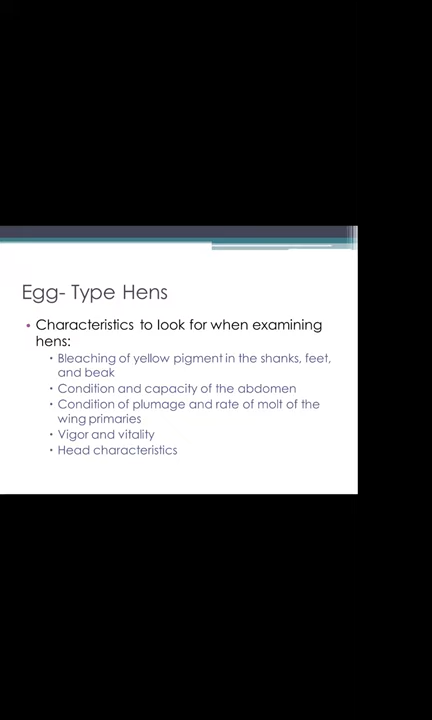 Egg- Type Hens
• Characteristics to look for when examining
hens:
• Bleaching of yellow pigment in the shanks, feet,
and beak
• Condition and capacity of the abdomen
• Condition of plumage and rate of molt of the
wing primaries
• Vigor and vitality
• Head characteristics